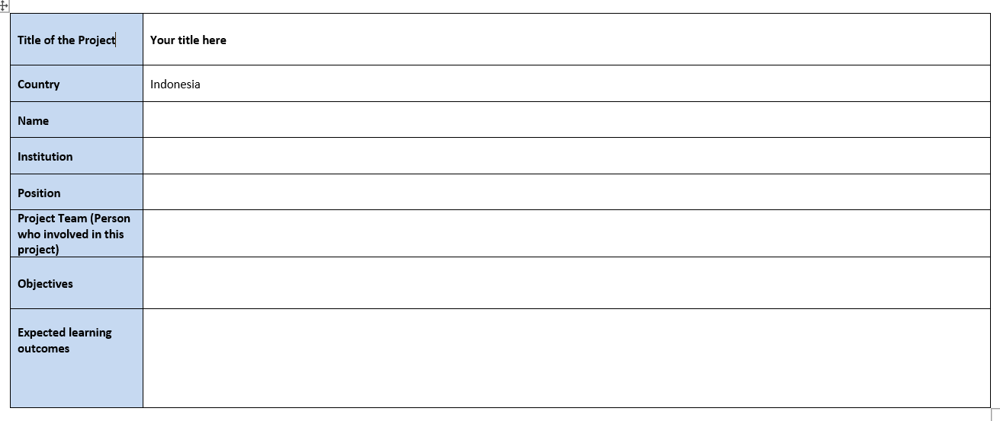 Title of the Project
Your title here
Country
Indonesia
Name
Institution
Position
Project Team (Person
who involved in this
project)
Objectives
Expected learning
outcomes